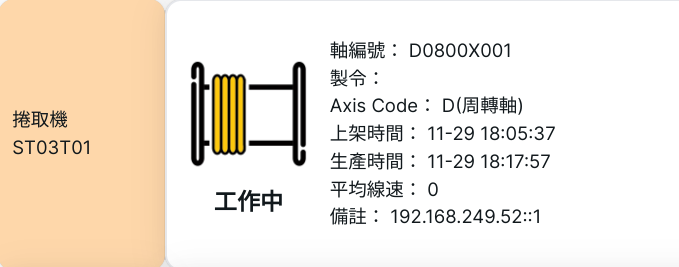 捲取機
ST03T01
工作中
軸編號： D0800X001
製令：
Axis Code： D(周轉軸)
上架時間： 11-29 18:05:37
生產時間： 11-29 18:17:57
平均線速： 0
備註： 192.168.249.52::1